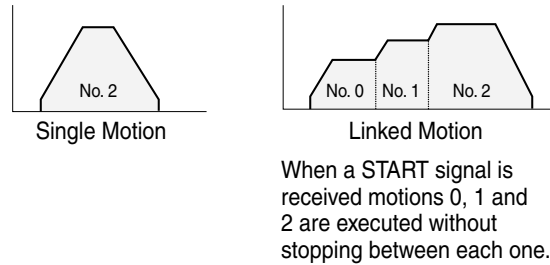 No. 2
Single Motion
No. 0 No. 1 No. 2
Linked Motion
When a START signal is
received motions 0, 1 and
2 are executed without
stopping between each one.